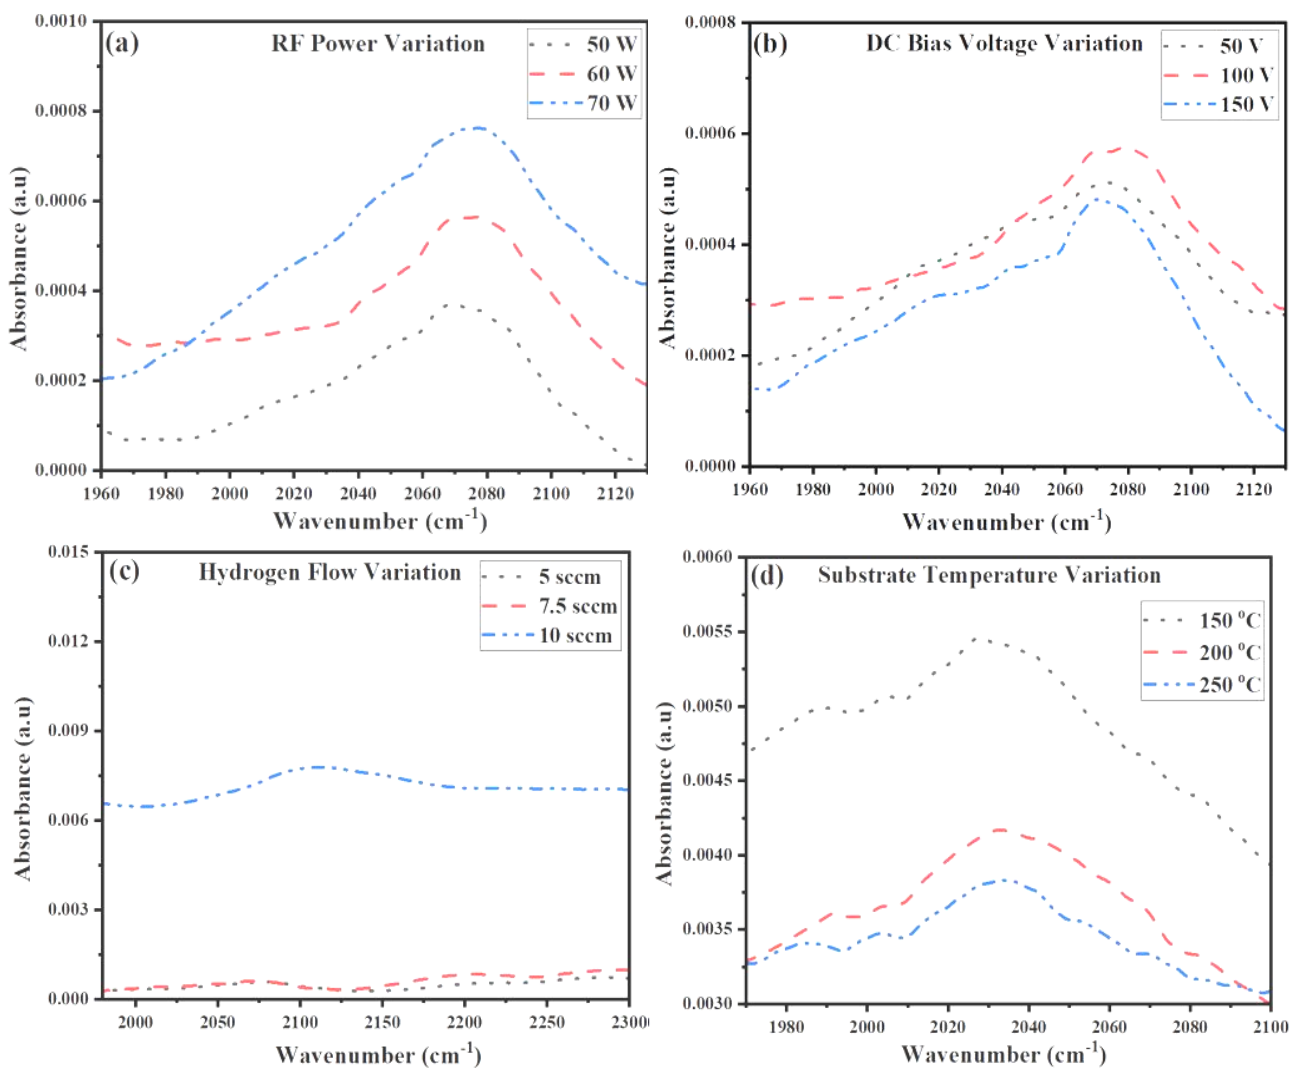 (a) RF Power Variation
50 W
60 W
70 W
0.0010
0.0008
0.0006
0.0004
0.0002
0.0000
Absorbance (a.u)
1960 1980 2000 2020 2040 2060 2080 2100 2120
Wavenumber (cm⁻¹)
(b) DC Bias Voltage Variation
50 V
100 V
150 V
0.0008
0.0006
0.0004
0.0002
0.0000
Absorbance (a.u)
1960 1980 2000 2020 2040 2060 2080 2100 2120
Wavenumber (cm⁻¹)
(c) Hydrogen Flow Variation
5 sccm
7.5 sccm
10 sccm
0.015
0.012
0.009
0.006
0.003
0.000
Absorbance (a.u)
2000 2050 2100 2150 2200 2250 2300
Wavenumber (cm⁻¹)
(d) Substrate Temperature Variation
150 °C
200 °C
250 °C
0.0060
0.0055
0.0050
0.0045
0.0040
0.0035
0.0030
Absorbance (a.u)
1980 2000 2020 2040 2060 2080 2100
Wavenumber (cm⁻¹)